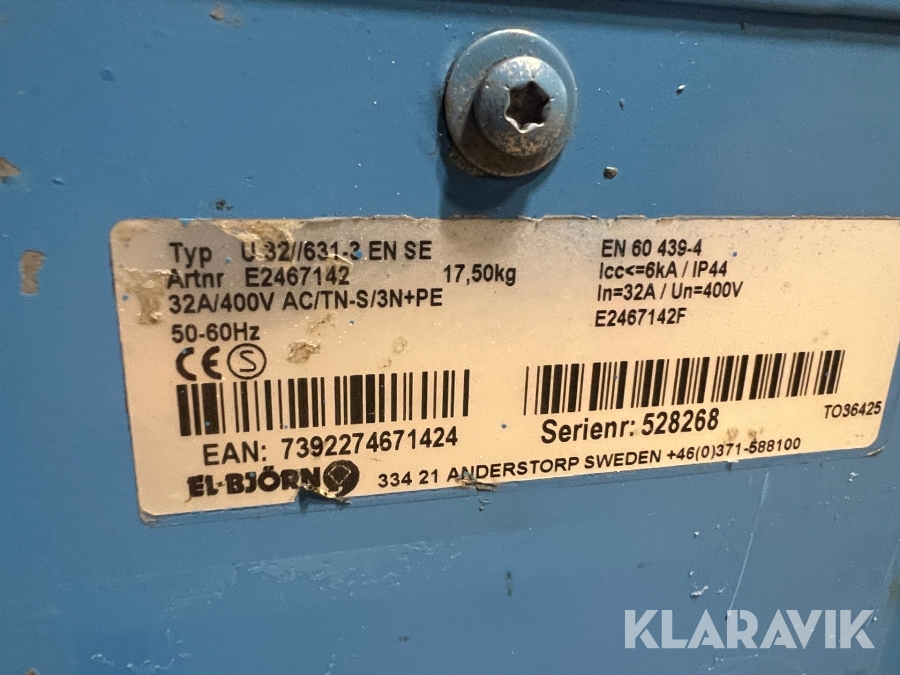 Typ U 32//631-3 EN SE
Artnr E2467142 17,50kg
32A/400V AC/TN-S/3N+PE
50-60Hz
EN 60 439-4
Icc<=6kA / IP44
In=32A / Un=400V
E2467142F
CE S
EAN: 7392274671424
Serienr: 528268
TO36425
EL-BJÖRN
334 21 ANDERSTORP SWEDEN +46(0)371-588100
KLARAVIK